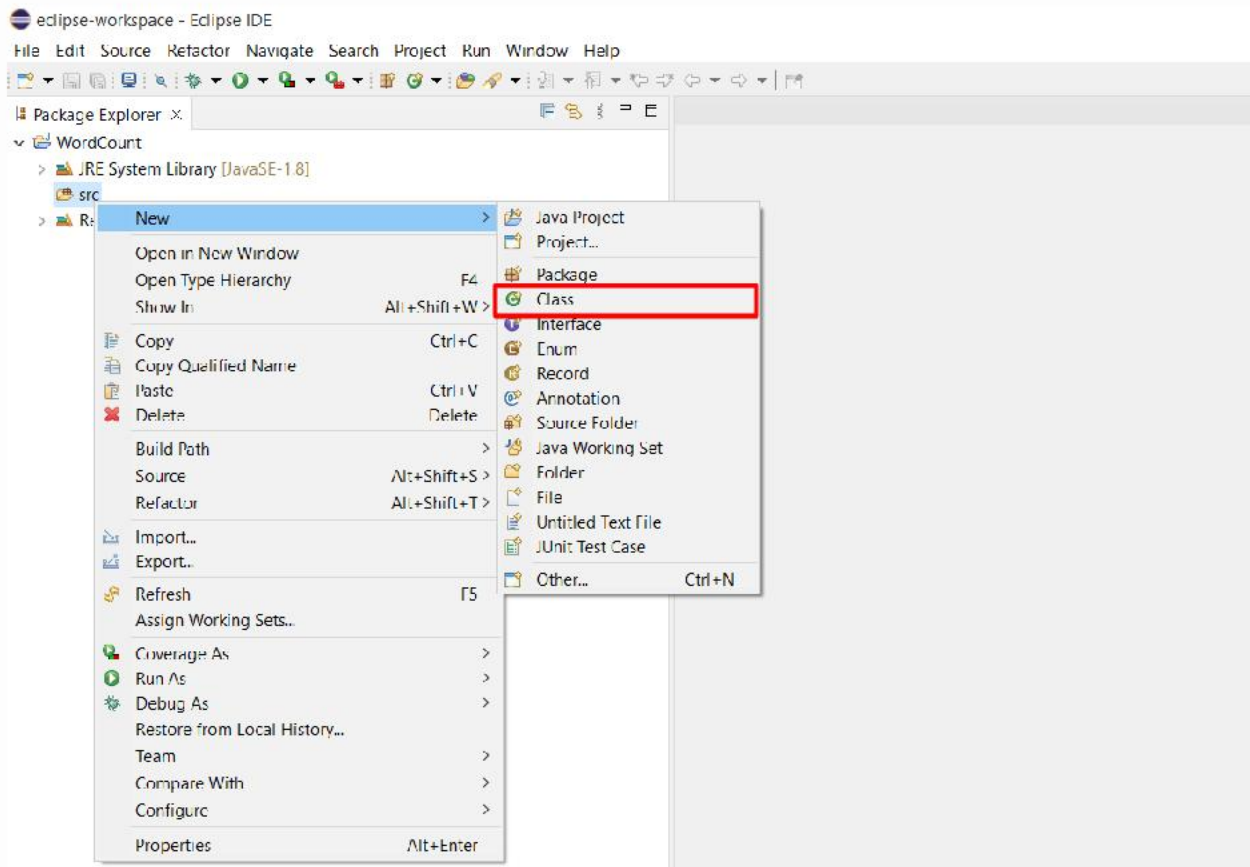 eclipse-workspace - Eclipse IDE
File Edit Source Refactor Navigate Search Project Run Window Help
Package Explorer ×
WordCount
JRE System Library [JavaSE-1.8]
src
New
Open in New Window
Open Type Hierarchy F4
Show In Alt+Shift+W >
Copy Ctrl+C
Copy Qualified Name
Paste Ctrl+V
Delete Delete
Build Path >
Source Alt+Shift+S >
Refactor Alt+Shift+T >
Import...
Export...
Refresh F5
Assign Working Sets...
Coverage As >
Run As >
Debug As >
Restore from Local History...
Team >
Compare With >
Configure >
Properties Alt+Enter
Java Project
Project...
Package
Class
Interface
Enum
Record
Annotation
Source Folder
Java Working Set
Folder
File
Untitled Text File
JUnit Test Case
Other... Ctrl+N